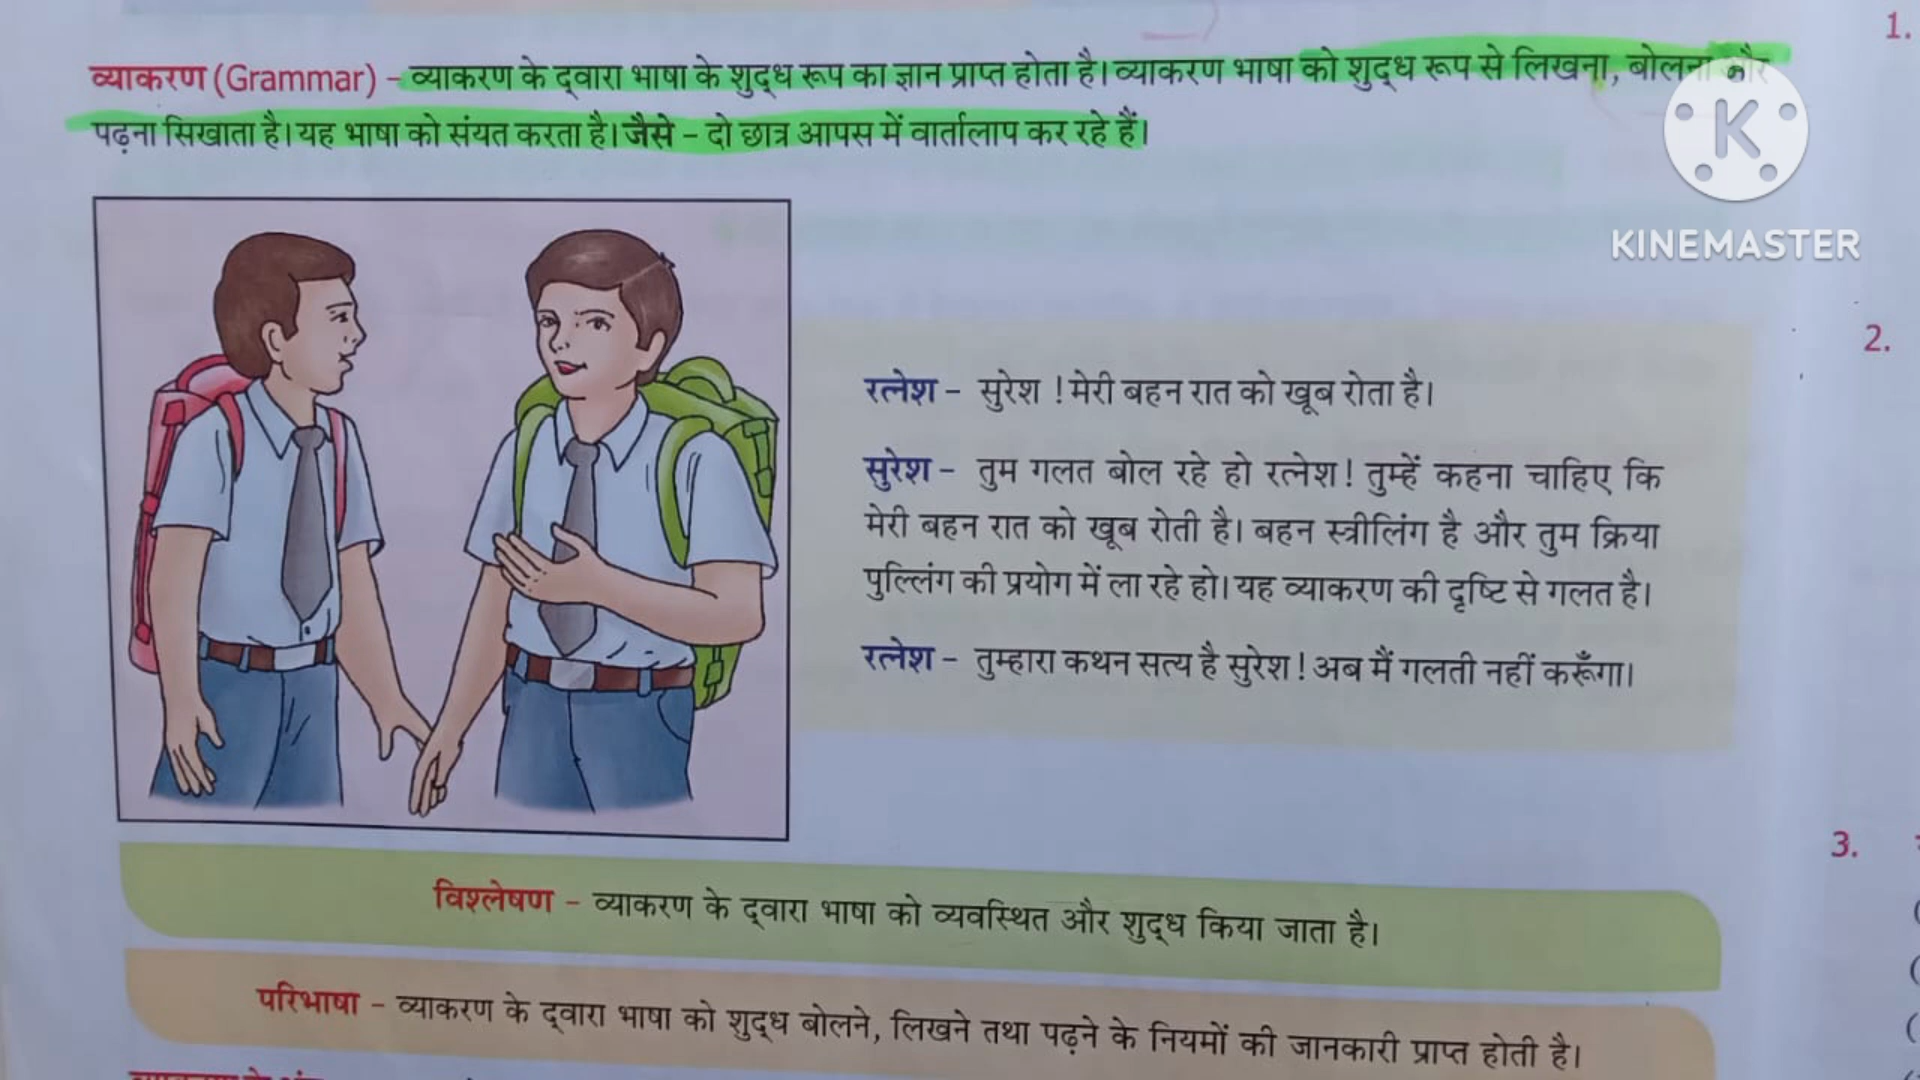 व्याकरण (Grammar) – व्याकरण के द्वारा भाषा के शुद्ध रूप का ज्ञान प्राप्त होता है। व्याकरण भाषा को शुद्ध रूप से लिखना, बोलना और
पढ़ना सिखाता है। यह भाषा को संयत करता है। जैसे – दो छात्र आपस में वार्तालाप कर रहे हैं।
K
KINEMASTER
रत्नेश – सुरेश ! मेरी बहन रात को खूब रोता है।
सुरेश – तुम गलत बोल रहे हो रत्नेश! तुम्हें कहना चाहिए कि
मेरी बहन रात को खूब रोती है। बहन स्त्रीलिंग है और तुम क्रिया
पुल्लिंग की प्रयोग में ला रहे हो। यह व्याकरण की दृष्टि से गलत है।
रत्नेश – तुम्हारा कथन सत्य है सुरेश! अब मैं गलती नहीं करूँगा।
विश्लेषण – व्याकरण के द्वारा भाषा को व्यवस्थित और शुद्ध किया जाता है।
परिभाषा – व्याकरण के द्वारा भाषा को शुद्ध बोलने, लिखने तथा पढ़ने के नियमों की जानकारी प्राप्त होती है।
1.
2.
3.